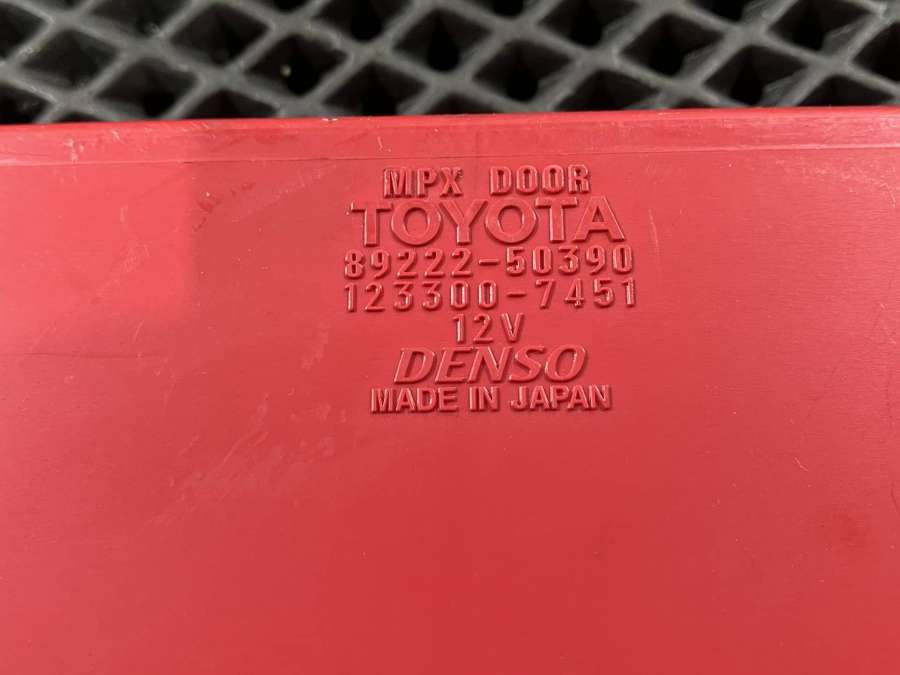 MPX DOOR
TOYOTA
89222-50390
123300-7451
12V
DENSO
MADE IN JAPAN